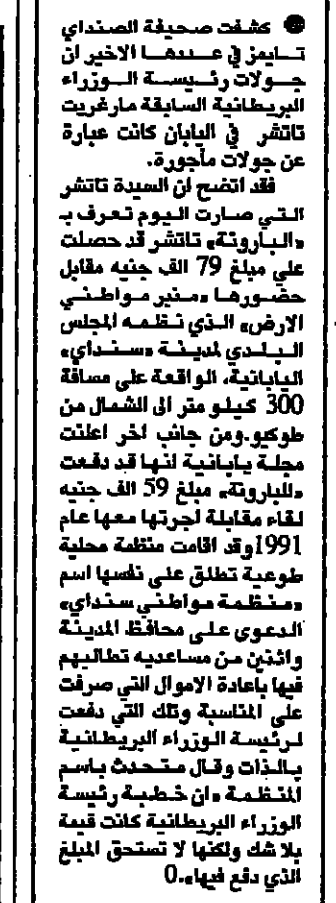 ● كشفت صحيفة الصنداي
تايمز في عددها الاخير ان
جولات رئيسة الوزراء
البريطانية السابقة مارغريت
تاتشر في اليابان كانت عبارة
عن جولات مأجورة.
فقد اتضح ان السيدة تاتشر
التي صارت اليوم تعرف بـ
«البارونة» تاتشر قد حصلت
على مبلغ 79 الف جنيه مقابل
حضورها «منبر مواطني
الارض» الذي تنظمه المجلس
البلدي لمدينة «سنداي»
اليابانية، الواقعة على مسافة
300 كيلو متر الى الشمال من
طوكيو.ومن جانب اخر اعلنت
مجلة يابانية انها قد دفعت
«للبارونة» مبلغ 59 الف جنيه
لقاء مقابلة اجرتها معها عام
1991وقد اقامت منظمة محلية
طوعية تطلق على نفسها اسم
«منظمة مواطني سنداي»
الدعوى على محافظ المدينة
واثنين من مساعديه تطالبهم
فيها باعادة الاموال التي صرفت
على المناسبة وتلك التي دفعت
لرئيسة الوزراء البريطانية
بالذات وقال متحدث باسم
المنظمة «ان خطبة رئيسة
الوزراء البريطانية كانت قيمة
بلا شك ولكنها لا تستحق المبلغ
الذي دفع فيها».0